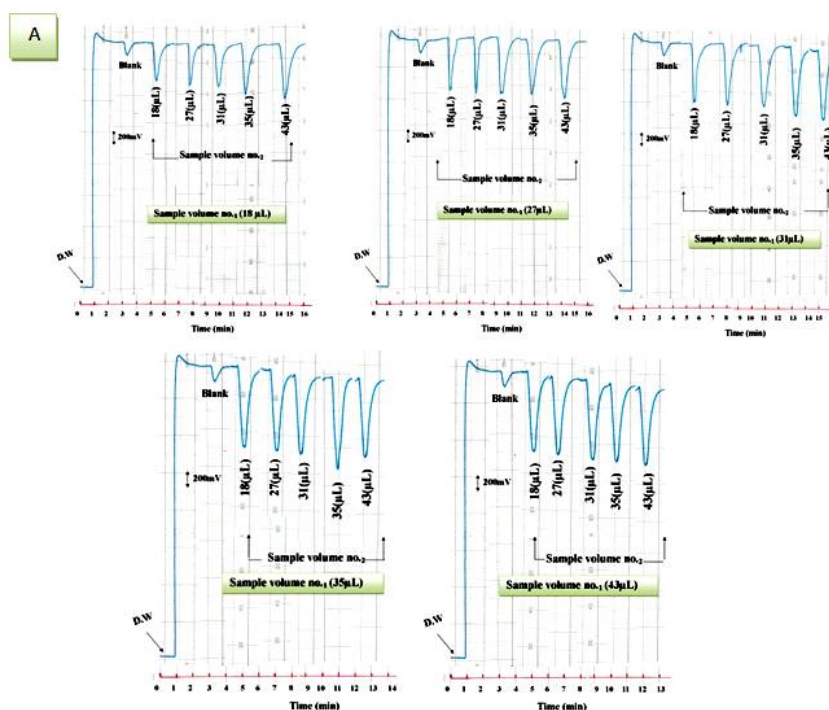 A
Blank
18(µL)
27(µL)
31(µL)
35(µL)
43(µL)
200mV
Sample volume no.₂
Sample volume no.₁ (18 µL)
D.W
0 1 2 3 4 5 6 7 8 9 10 11 12 13 14 15 16
Time (min)
Blank
18(µL)
27(µL)
31(µL)
35(µL)
43(µL)
200mV
Sample volume no.₂
Sample volume no.₁ (27µL)
D.W
0 1 2 3 4 5 6 7 8 9 10 11 12 13 14 15 16
Time (min)
Blank
18(µL)
27(µL)
31(µL)
35(µL)
43(µL)
200mV
Sample volume no.₂
Sample volume no.₁ (31µL)
D.W
0 1 2 3 4 5 6 7 8 9 10 11 12 13 14 15
Time (min)
Blank
18(µL)
27(µL)
31(µL)
35(µL)
43(µL)
200mV
Sample volume no.₂
Sample volume no.₁ (35µL)
D.W
0 1 2 3 4 5 6 7 8 9 10 11 12 13 14
Time (min)
Blank
18(µL)
27(µL)
31(µL)
35(µL)
43(µL)
200mV
Sample volume no.₂
Sample volume no.₁ (43µL)
D.W
0 1 2 3 4 5 6 7 8 9 10 11 12 13
Time (min)